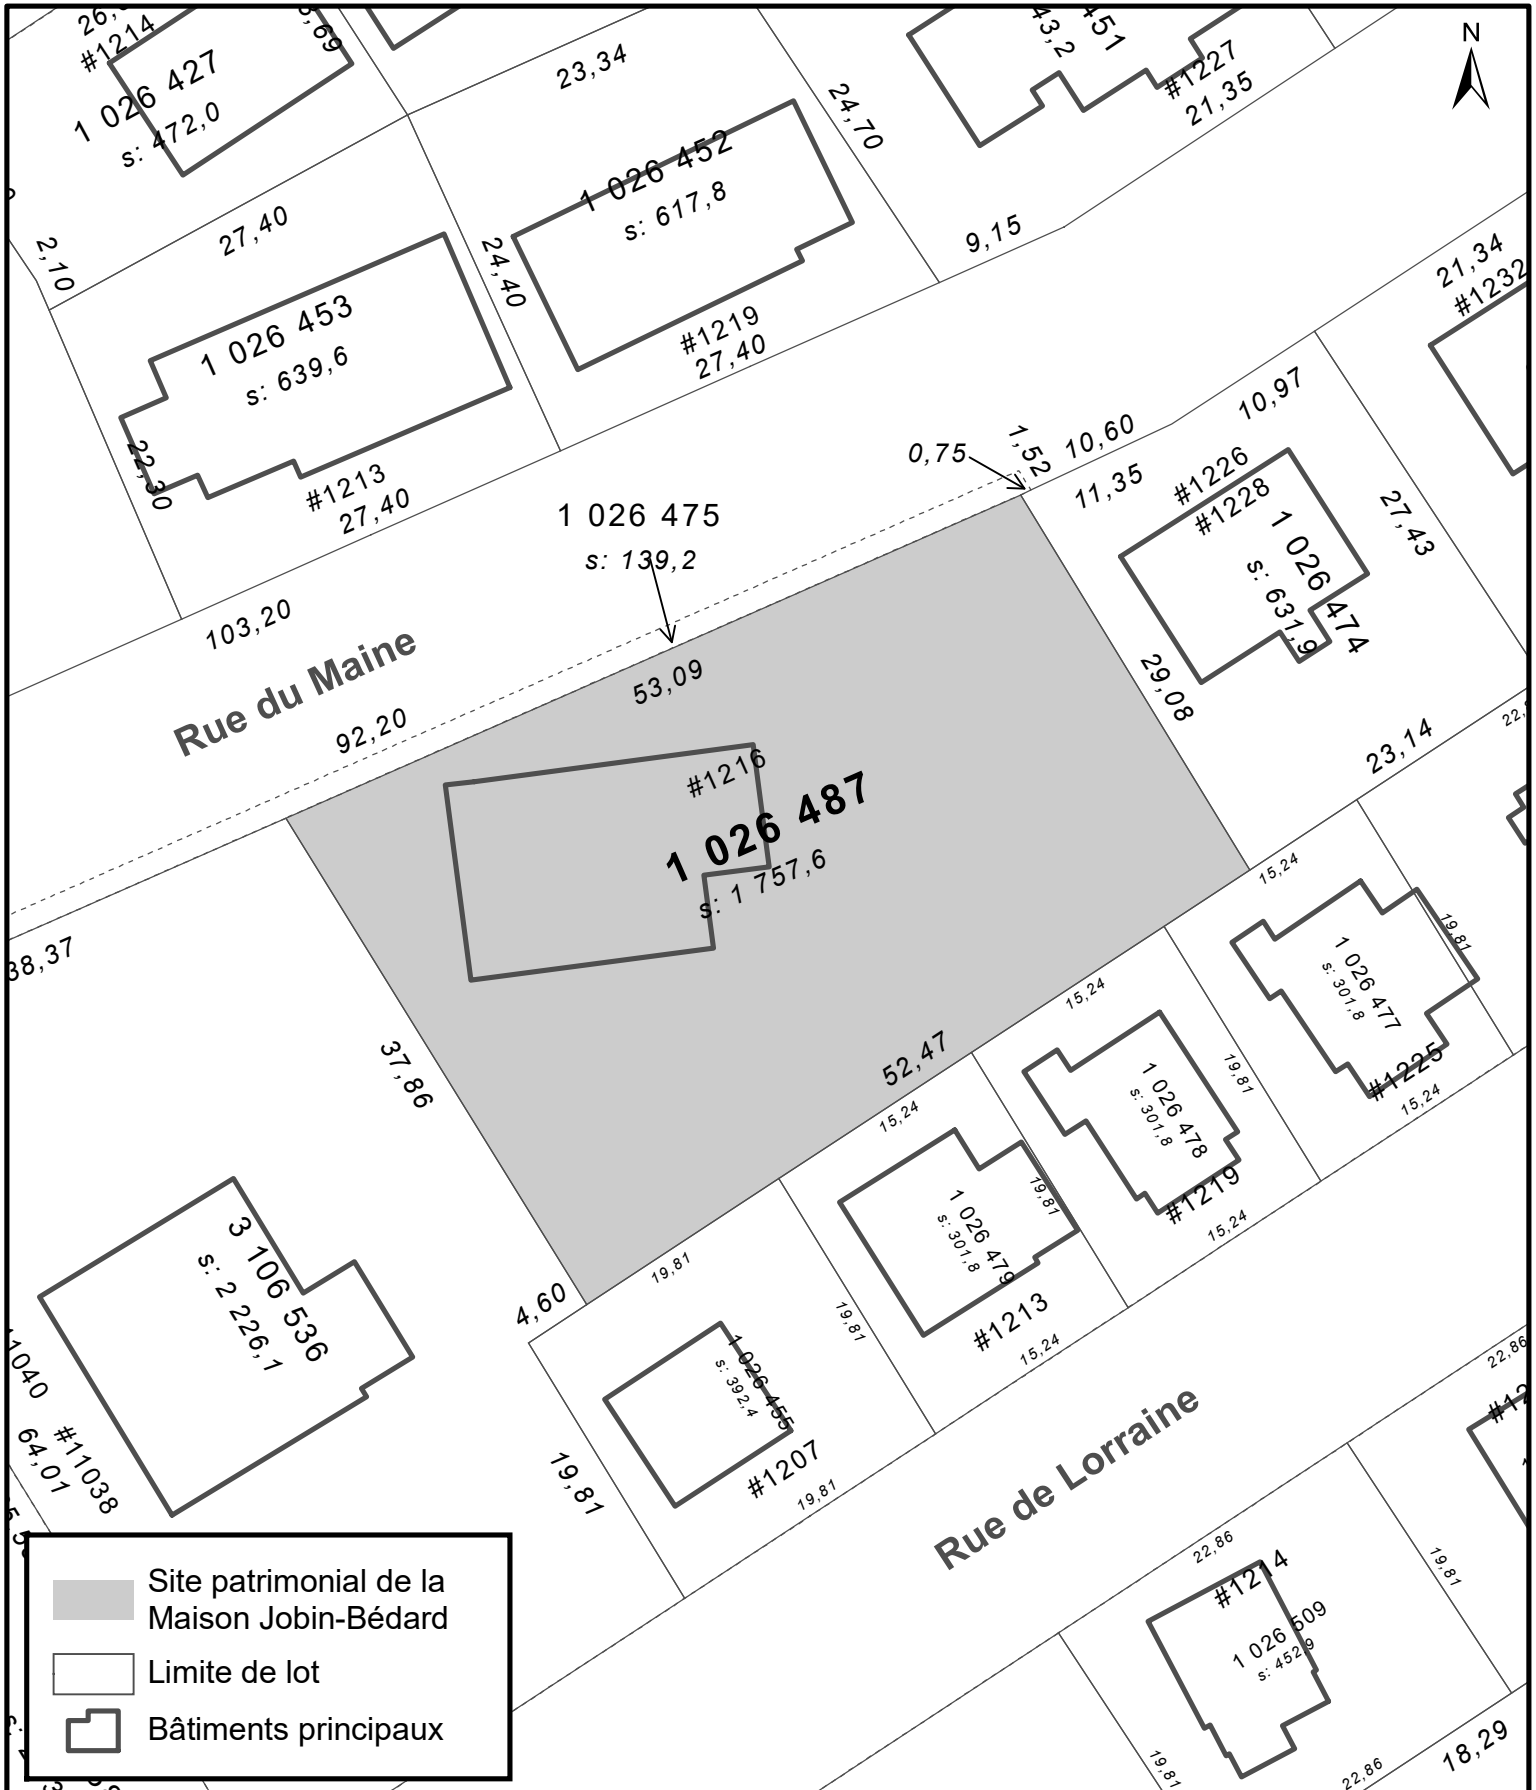 #1214
1 026 427
s: 472,0
23,34
24,70
43,2
451
#1227
21,35
N
2,10
27,40
24,40
1 026 452
s: 617,8
#1219
27,40
9,15
21,34
#1232
1 026 453
s: 639,6
22,30
#1213
27,40
103,20
Rue du Maine
92,20
1 026 475
s: 139,2
0,75
1,52
10,60
10,97
11,35
#1226
#1228
1 026 474
s: 631,9
27,43
29,08
23,14
53,09
#1216
1 026 487
s: 1 757,6
38,37
37,86
52,47
15,24
19,81
1 026 477
s: 301,8
#1225
15,24
15,24
19,81
1 026 478
s: 301,8
#1219
15,24
15,24
19,81
1 026 479
s: 301,8
#1213
15,24
4,60
19,81
19,81
1 026 455
s: 392,4
#1207
19,81
19,81
3 106 536
s: 2 226,1
#11038
64,01
Rue de Lorraine
22,86
22,86
#1214
1 026 509
s: 452,9
19,81
19,81
22,86
18,29
Site patrimonial de la
Maison Jobin-Bédard
Limite de lot
Bâtiments principaux